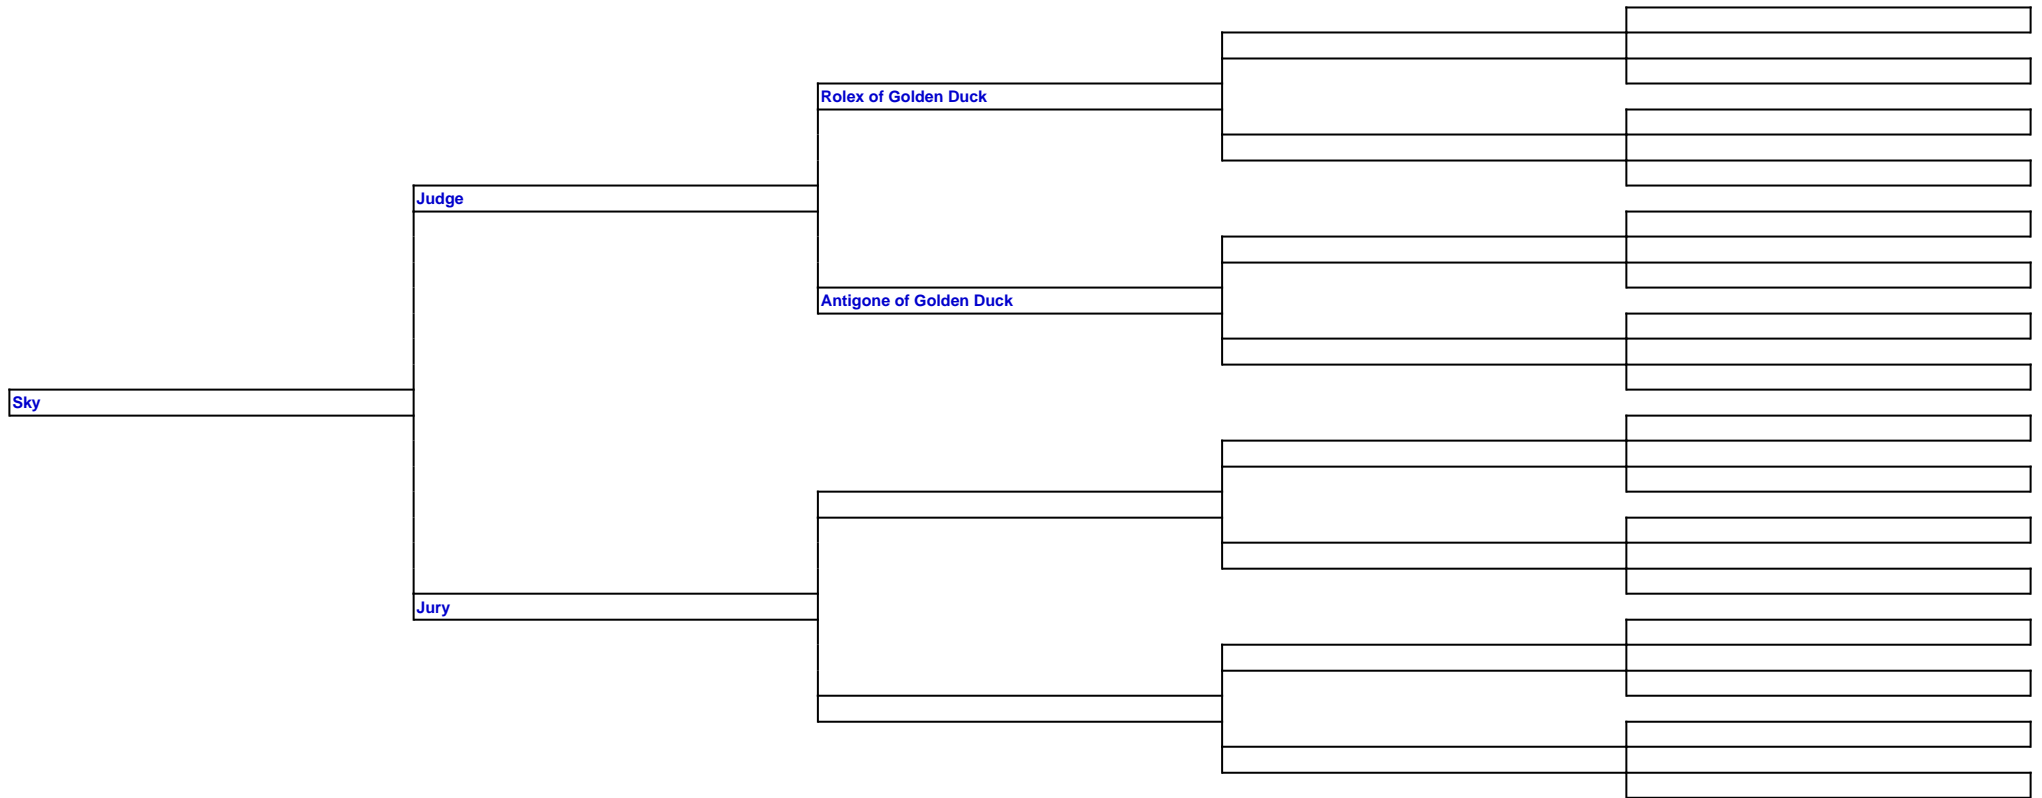 Rolex of Golden Duck
Judge
Antigone of Golden Duck
Sky
Jury